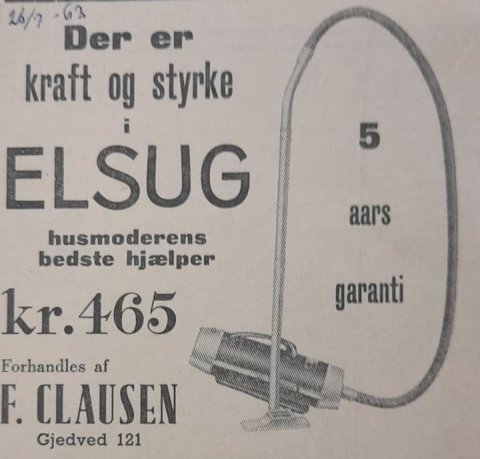 26/7 - 63
Der er
kraft og styrke
i
ELSUG
husmoderens
bedste hjælper
kr. 465
Forhandles af
F. CLAUSEN
Gjedved 121
5
aars
garanti